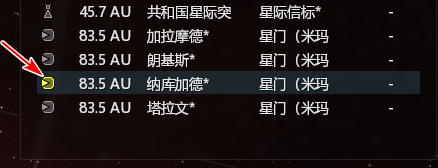 45.7 AU 共和国星际突 星际信标* -
83.5 AU 加拉摩德* 星门（米玛 -
83.5 AU 朗基斯* 星门（米玛 -
83.5 AU 纳库加德* 星门（米玛 -
83.5 AU 塔拉文* 星门（米玛 -